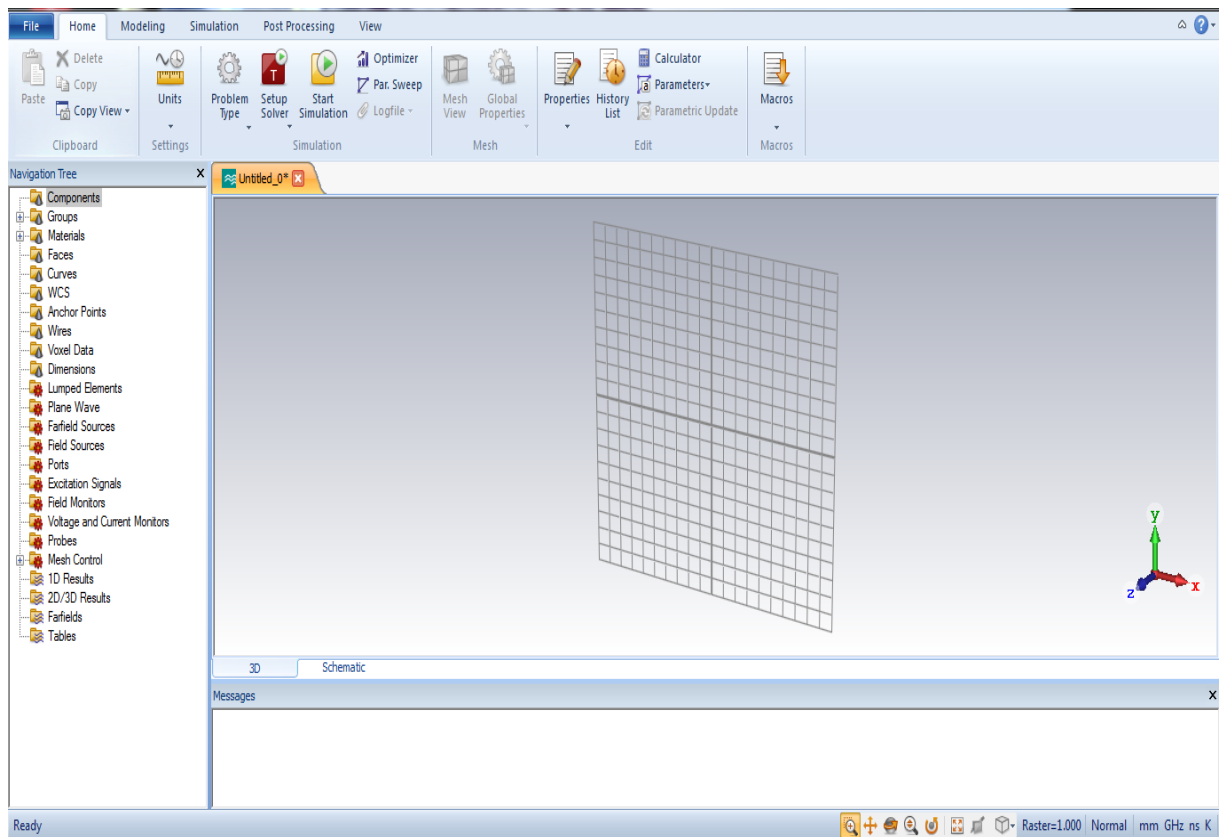 File Home Modeling Simulation Post Processing View
Delete
Copy
Copy View
Paste
Clipboard
Units
Settings
Problem Type
Setup Solver
Start Simulation
Optimizer
Par. Sweep
Logfile
Simulation
Mesh View
Global Properties
Mesh
Properties
History List
Calculator
Parameters
Parametric Update
Edit
Macros
Macros
Navigation Tree
Untitled_0*
Components
Groups
Materials
Faces
Curves
WCS
Anchor Points
Wires
Voxel Data
Dimensions
Lumped Elements
Plane Wave
Farfield Sources
Field Sources
Ports
Excitation Signals
Field Monitors
Voltage and Current Monitors
Probes
Mesh Control
1D Results
2D/3D Results
Farfields
Tables
y
x
z
3D Schematic
Messages
Ready
Raster=1.000 Normal mm GHz ns K